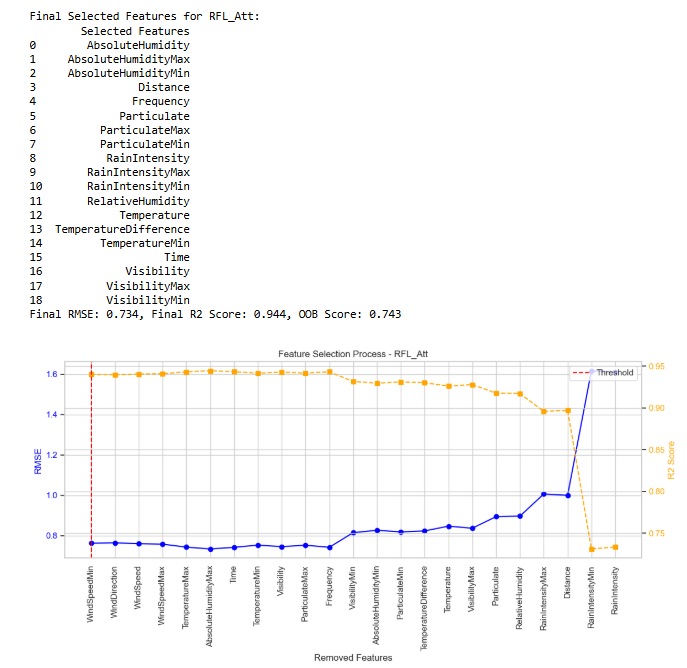 Final Selected Features for RFL_Att:
Selected Features
0 AbsoluteHumidity
1 AbsoluteHumidityMax
2 AbsoluteHumidityMin
3 Distance
4 Frequency
5 Particulate
6 ParticulateMax
7 ParticulateMin
8 RainIntensity
9 RainIntensityMax
10 RainIntensityMin
11 RelativeHumidity
12 Temperature
13 TemperatureDifference
14 TemperatureMin
15 Time
16 Visibility
17 VisibilityMax
18 VisibilityMin
Final RMSE: 0.734, Final R2 Score: 0.944, OOB Score: 0.743
Feature Selection Process - RFL_Att
Threshold
RMSE
1.6
1.4
1.2
1.0
0.8
0.95
0.90
0.85
0.80
0.75
R2 Score
WindSpeedMin
WindDirection
WindSpeed
WindSpeedMax
TemperatureMax
AbsoluteHumidityMax
Time
TemperatureMin
Visibility
ParticulateMax
Frequency
VisibilityMin
AbsoluteHumidityMin
ParticulateMin
TemperatureDifference
Temperature
VisibilityMax
Particulate
RelativeHumidity
RainIntensityMax
Distance
RainIntensityMin
RainIntensity
Removed Features